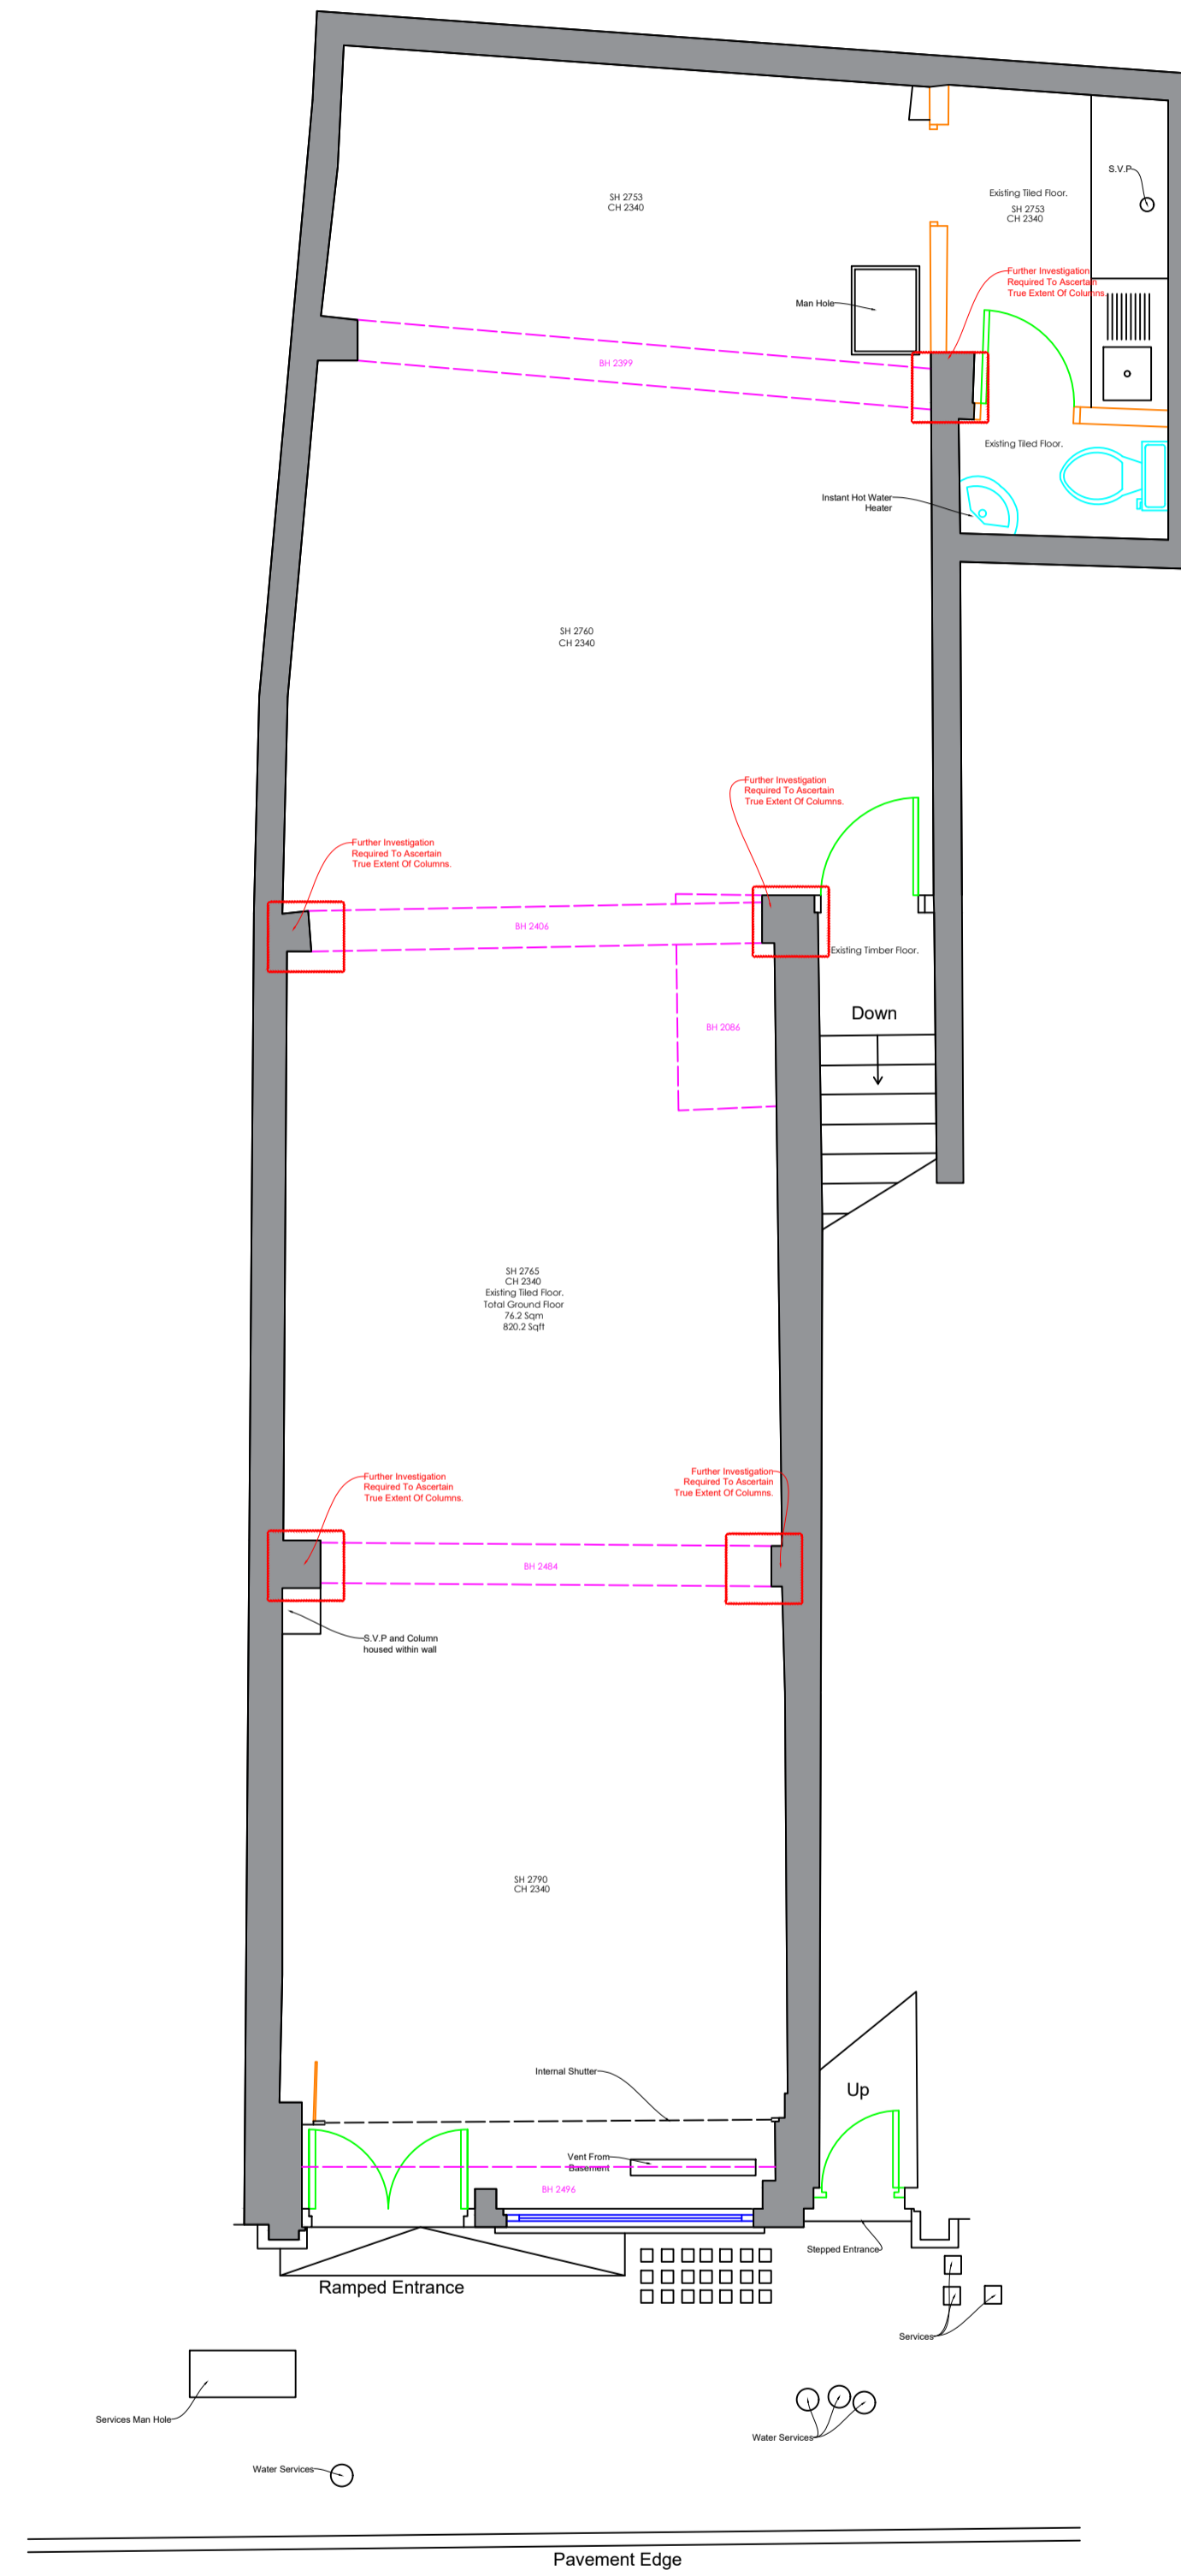 S.V.P
Existing Tiled Floor.
SH 2753
CH 2340
SH 2753
CH 2340
Further Investigation
Required To Ascertain
True Extent Of Columns.
Man Hole
BH 2399
Existing Tiled Floor.
Instant Hot Water
Heater
SH 2760
CH 2340
Further Investigation
Required To Ascertain
True Extent Of Columns.
Further Investigation
Required To Ascertain
True Extent Of Columns.
BH 2406
Existing Timber Floor.
Down
BH 2086
SH 2765
CH 2340
Existing Tiled Floor.
Total Ground Floor
76.2 Sqm
820.2 Sqft
Further Investigation
Required To Ascertain
True Extent Of Columns.
Further Investigation
Required To Ascertain
True Extent Of Columns.
BH 2484
S.V.P and Column
housed within wall
SH 2790
CH 2340
Internal Shutter
Up
Vent From
Basement
BH 2496
Stepped Entrance
Ramped Entrance
Services
Services Man Hole
Water Services
Water Services
Pavement Edge